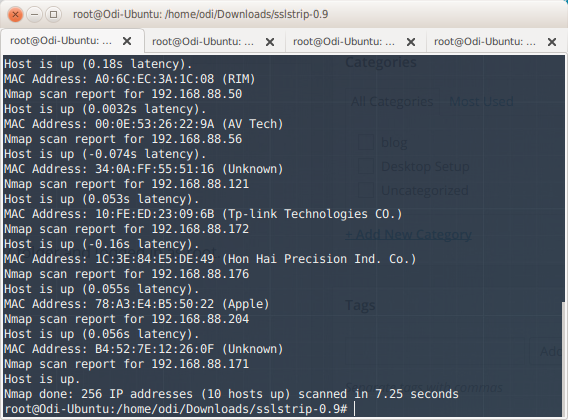 root@Odi-Ubuntu: /home/odi/Downloads/sslstrip-0.9
root@Odi-Ubuntu: ... root@Odi-Ubuntu: ... root@Odi-Ubuntu: ... root@Odi-Ubuntu: ...
Host is up (0.18s latency).
MAC Address: A0:6C:EC:3A:1C:08 (RIM)
Nmap scan report for 192.168.88.50
Host is up (0.0032s latency).
MAC Address: 00:0E:53:26:22:9A (AV Tech)
Nmap scan report for 192.168.88.56
Host is up (-0.074s latency).
MAC Address: 34:0A:FF:55:51:16 (Unknown)
Nmap scan report for 192.168.88.121
Host is up (0.053s latency).
MAC Address: 10:FE:ED:23:09:6B (Tp-link Technologies CO.)
Nmap scan report for 192.168.88.172
Host is up (-0.16s latency).
MAC Address: 1C:3E:84:E5:DE:49 (Hon Hai Precision Ind. Co.)
Nmap scan report for 192.168.88.176
Host is up (0.055s latency).
MAC Address: 78:A3:E4:B5:50:22 (Apple)
Nmap scan report for 192.168.88.204
Host is up (0.056s latency).
MAC Address: B4:52:7E:12:26:0F (Unknown)
Nmap scan report for 192.168.88.171
Host is up.
Nmap done: 256 IP addresses (10 hosts up) scanned in 7.25 seconds
root@Odi-Ubuntu:/home/odi/Downloads/sslstrip-0.9#
Categories
All Categories Most Used
blog
Desktop Setup
Uncategorized
+ Add New Category
Tags
Add
commas